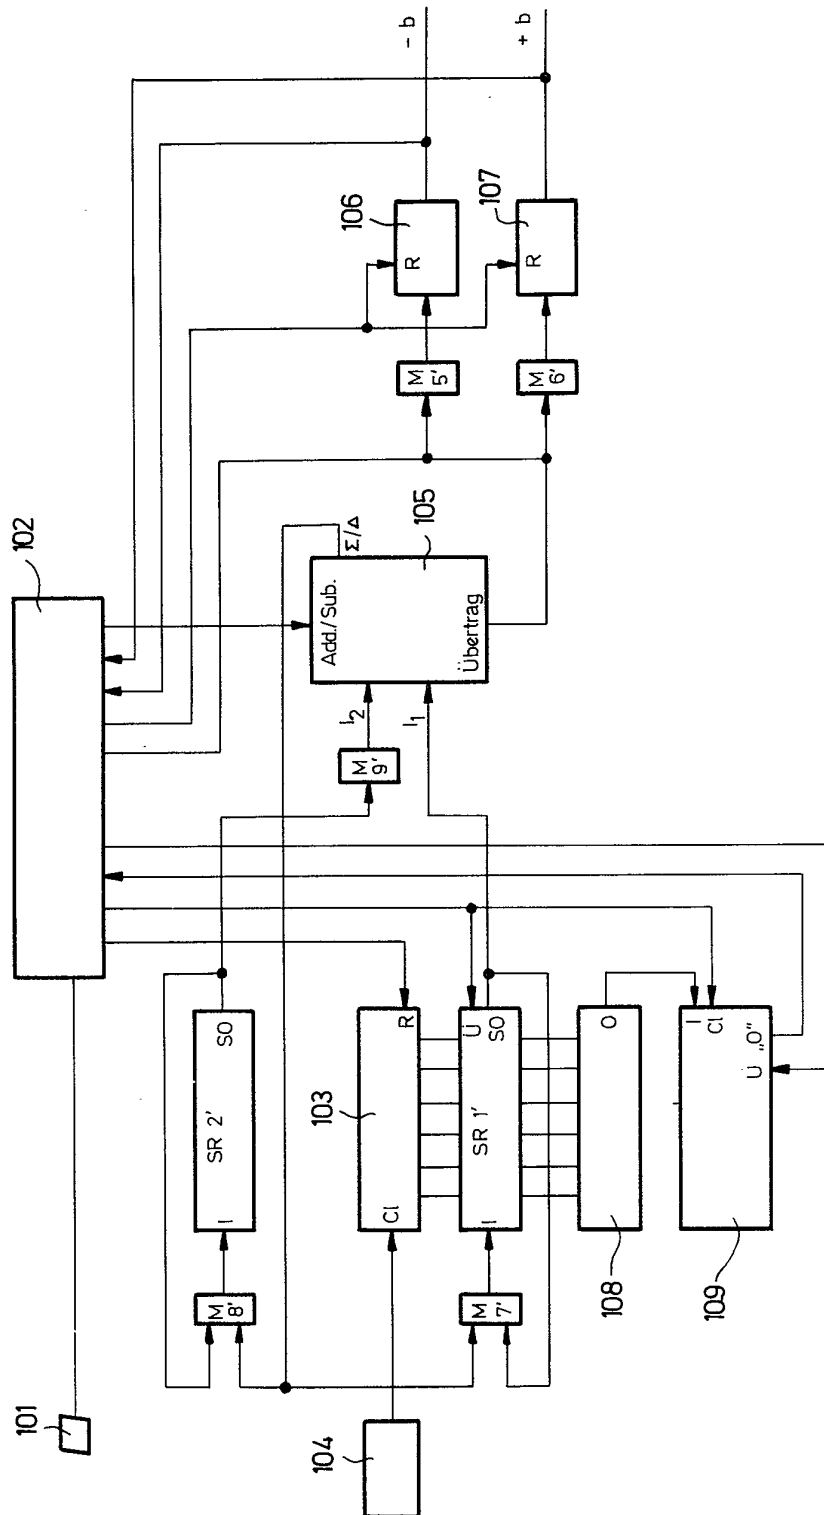 101
102
- b
+ b
106
R
107
R
M 5'
M 6'
Σ/Δ
105
Add./Sub.
Übertrag
I₂
I₁
M 9'
SR 2'
SO
I
M 8'
103
R
Cl
Ü
SR 1'
SO
I
M 7'
104
O
108
I
Cl
Ü „O"
109